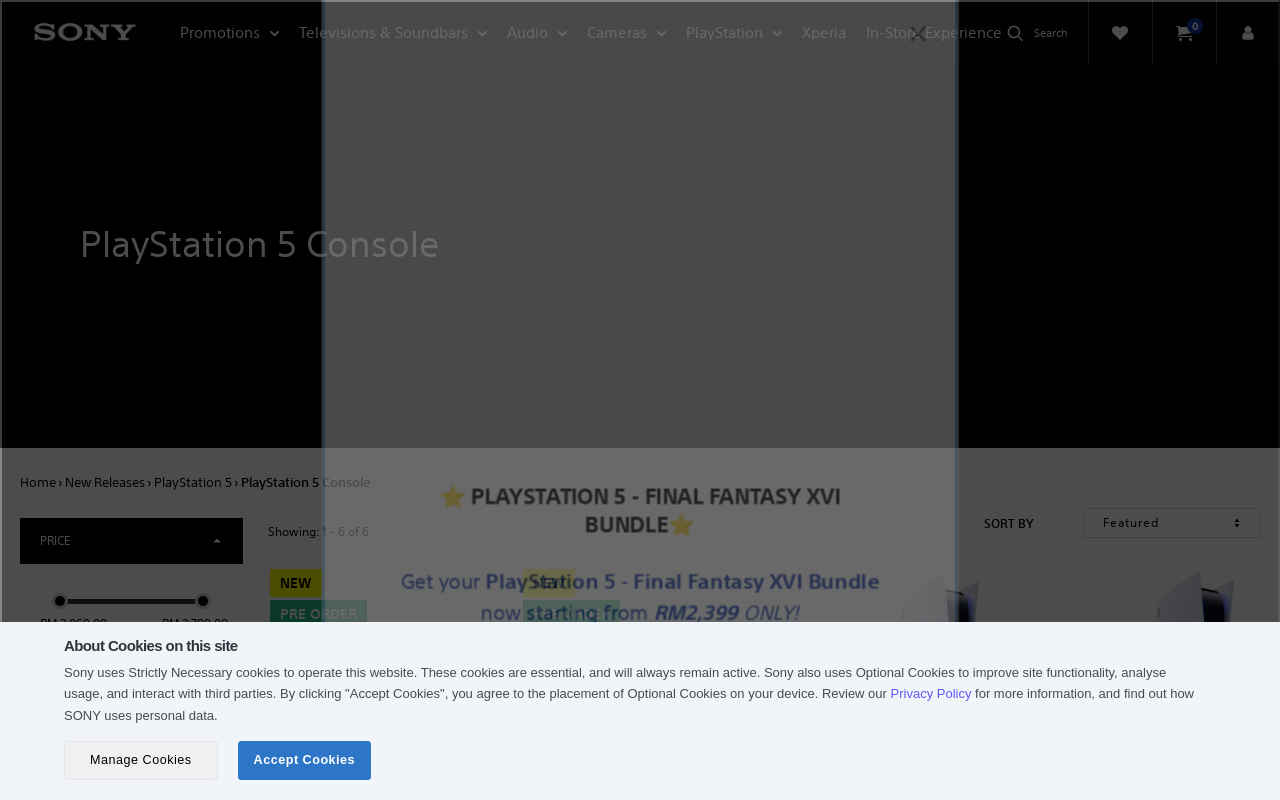 SONY
Promotions
Televisions & Soundbars
Audio
Cameras
PlayStation
Xperia
In-Store Experience
Search
0
PlayStation 5 Console
Home › New Releases › PlayStation 5 › PlayStation 5 Console
⭐ PLAYSTATION 5 - FINAL FANTASY XVI
BUNDLE⭐
PRICE
Showing: 1 - 6 of 6
SORT BY
Featured
NEW
PRE ORDER
Get your PlayStation 5 - Final Fantasy XVI Bundle
now starting from RM2,399 ONLY!
About Cookies on this site
Sony uses Strictly Necessary cookies to operate this website. These cookies are essential, and will always remain active. Sony also uses Optional Cookies to improve site functionality, analyse
usage, and interact with third parties. By clicking "Accept Cookies", you agree to the placement of Optional Cookies on your device. Review our Privacy Policy for more information, and find out how
SONY uses personal data.
Manage Cookies
Accept Cookies